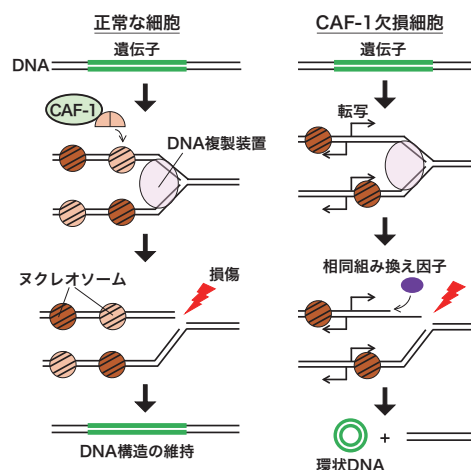 正常な細胞
遺伝子
DNA
CAF-1
DNA複製装置
ヌクレオソーム
損傷
DNA構造の維持
CAF-1欠損細胞
遺伝子
転写
相同組み換え因子
+
環状DNA